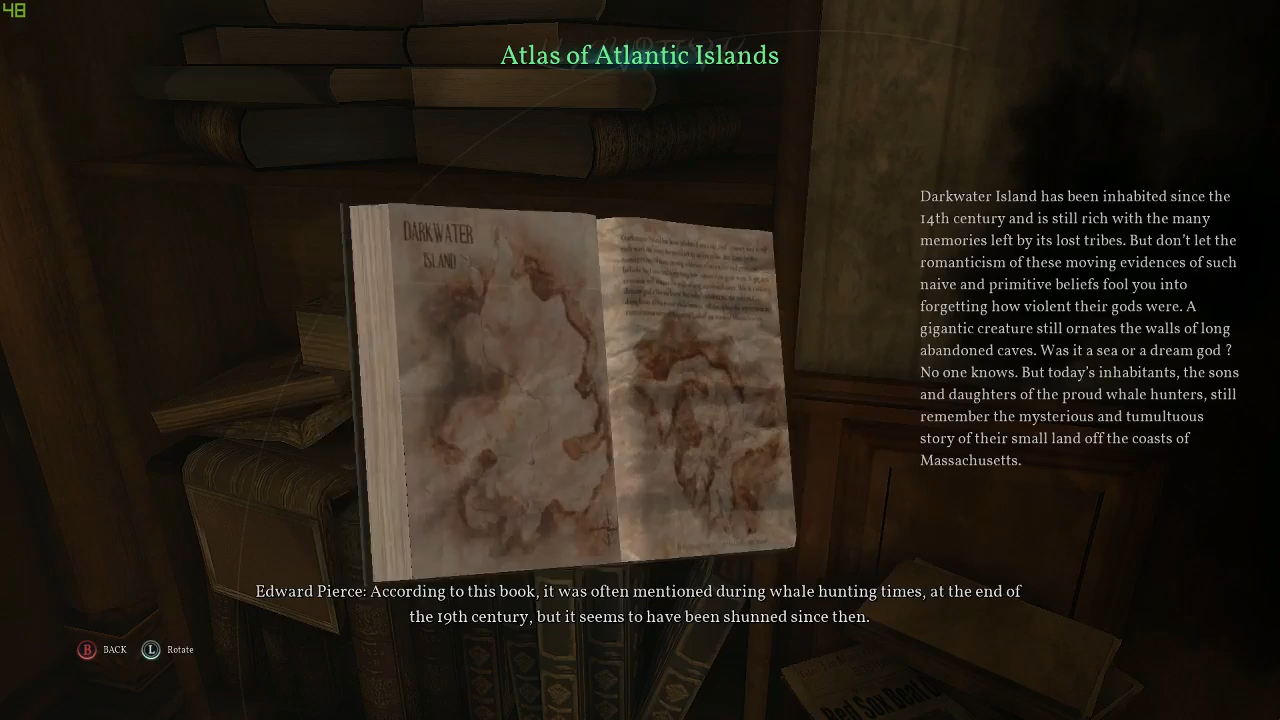 48
Atlas of Atlantic Islands
DARKWATER
ISLAND
Darkwater Island has been inhabited since the
14th century and is still rich with the many
memories left by its lost tribes. But don't let the
romanticism of these moving evidences of such
naive and primitive beliefs fool you into
forgetting how violent their gods were. A
gigantic creature still ornates the walls of long
abandoned caves. Was it a sea or a dream god ?
No one knows. But today's inhabitants, the sons
and daughters of the proud whale hunters, still
remember the mysterious and tumultuous
story of their small land off the coasts of
Massachusetts.
Edward Pierce: According to this book, it was often mentioned during whale hunting times, at the end of
the 19th century, but it seems to have been shunned since then.
B BACK L Rotate
Red Sox Beat